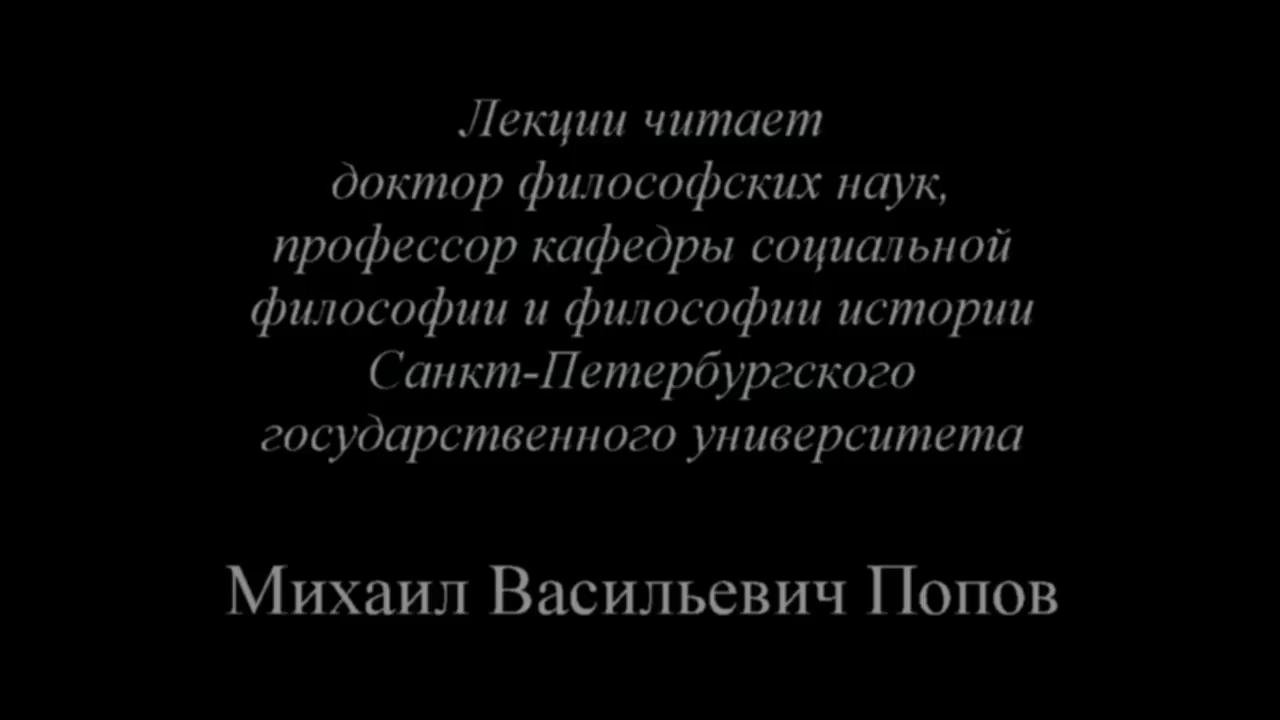 Лекции читает
доктор философских наук,
профессор кафедры социальной
философии и философии истории
Санкт-Петербургского
государственного университета
Михаил Васильевич Попов